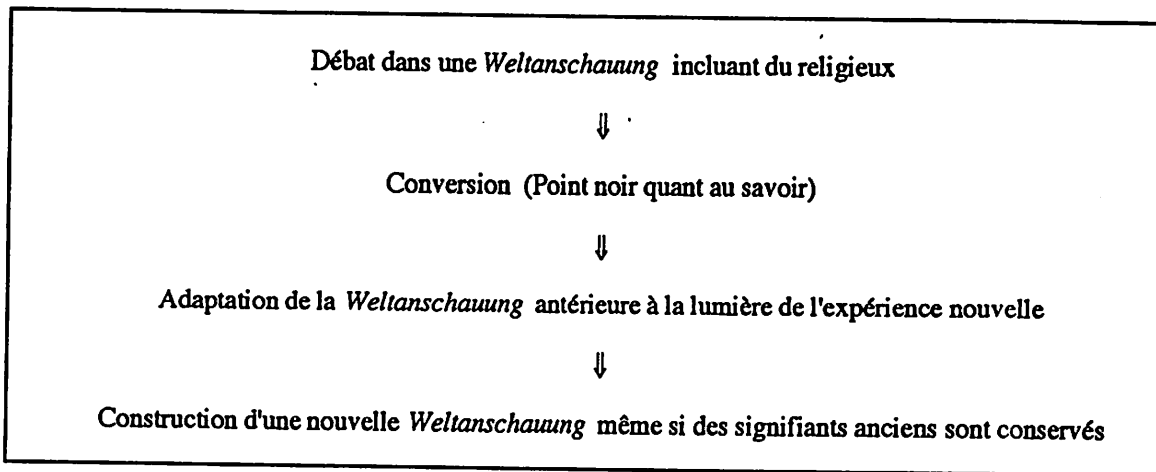 Débat dans une Weltanschauung incluant du religieux
⇓
Conversion (Point noir quant au savoir)
⇓
Adaptation de la Weltanschauung antérieure à la lumière de l'expérience nouvelle
⇓
Construction d'une nouvelle Weltanschauung même si des signifiants anciens sont conservés